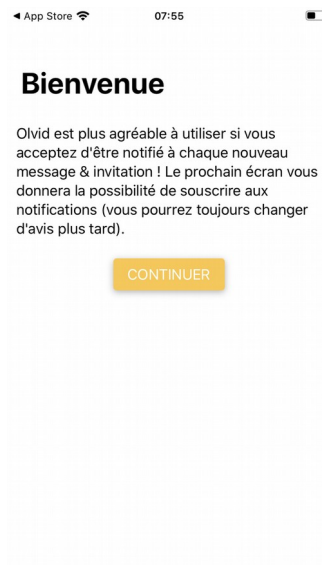 App Store
07:55
Bienvenue
Olvid est plus agréable à utiliser si vous
acceptez d'être notifié à chaque nouveau
message & invitation ! Le prochain écran vous
donnera la possibilité de souscrire aux
notifications (vous pourrez toujours changer
d'avis plus tard).
CONTINUER